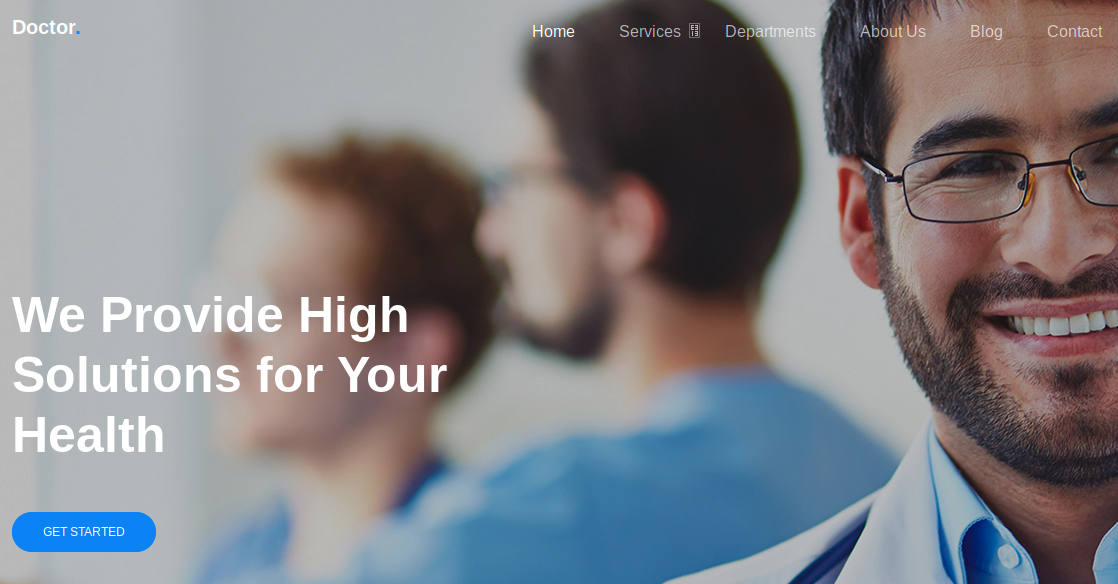 Doctor.
Home Services Departments About Us Blog Contact
We Provide High
Solutions for Your
Health
GET STARTED